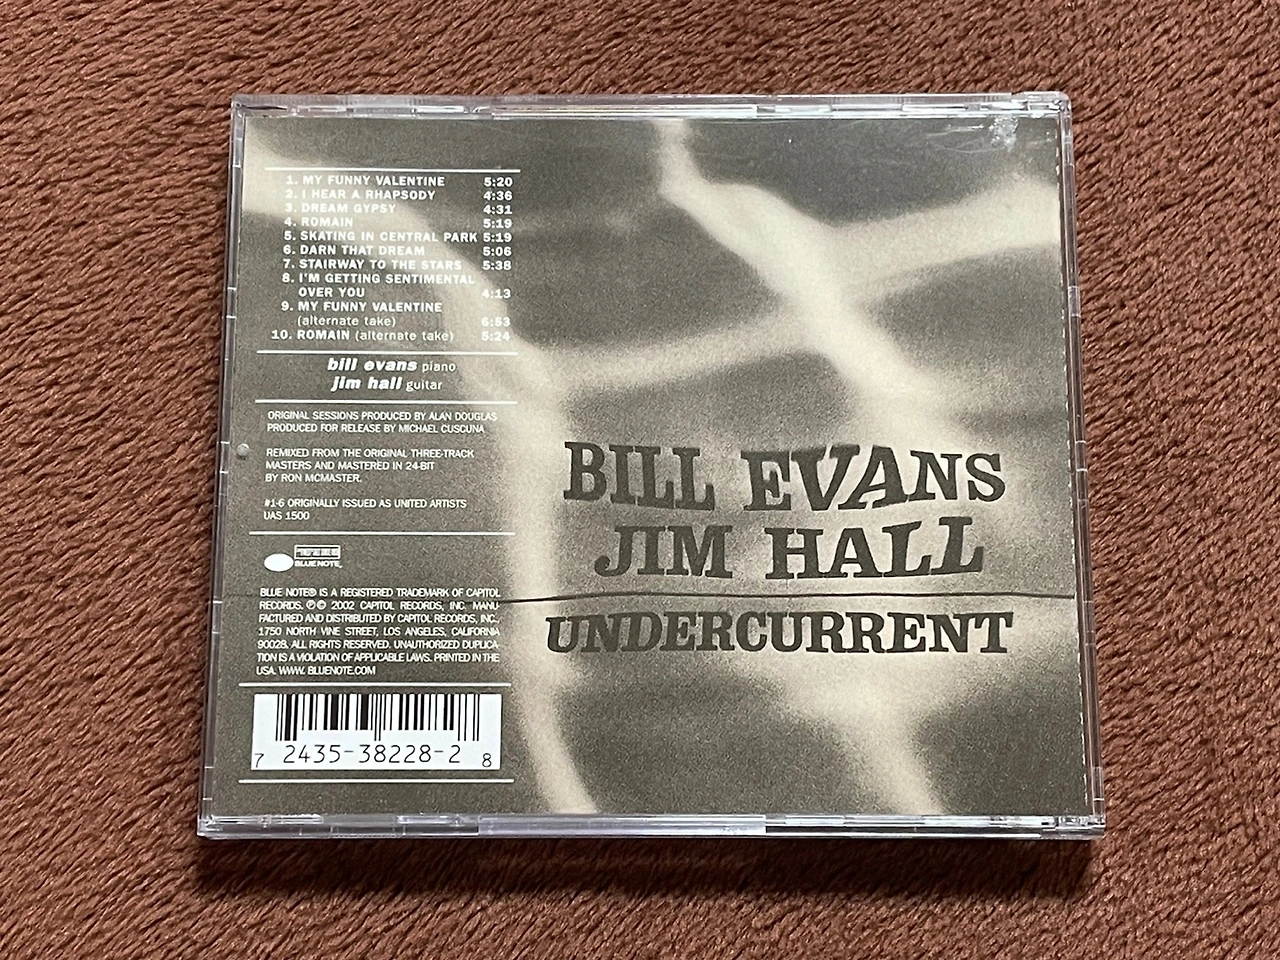 1. MY FUNNY VALENTINE 5:20
2. I HEAR A RHAPSODY 4:36
3. DREAM GYPSY 4:31
4. ROMAIN 5:19
5. SKATING IN CENTRAL PARK 5:19
6. DARN THAT DREAM 5:06
7. STAIRWAY TO THE STARS 5:38
8. I'M GETTING SENTIMENTAL
OVER YOU 4:13
9. MY FUNNY VALENTINE
(alternate take) 6:53
10. ROMAIN (alternate take) 5:24
bill evans piano
jim hall guitar
ORIGINAL SESSIONS PRODUCED BY ALAN DOUGLAS
PRODUCED FOR RELEASE BY MICHAEL CUSCUNA
REMIXED FROM THE ORIGINAL THREE-TRACK
MASTERS AND MASTERED IN 24-BIT
BY RON MCMASTER.
#1-6 ORIGINALLY ISSUED AS UNITED ARTISTS
UAS 1500
BLUE NOTE
BLUE NOTE® IS A REGISTERED TRADEMARK OF CAPITOL
RECORDS. ℗© 2002 CAPITOL RECORDS, INC. MANU-
FACTURED AND DISTRIBUTED BY CAPITOL RECORDS, INC.,
1750 NORTH VINE STREET, LOS ANGELES, CALIFORNIA
90028. ALL RIGHTS RESERVED. UNAUTHORIZED DUPLICA-
TION IS A VIOLATION OF APPLICABLE LAWS. PRINTED IN THE
USA. WWW. BLUENOTE.COM
7 2435-38228-2 8
BILL EVANS
JIM HALL
UNDERCURRENT